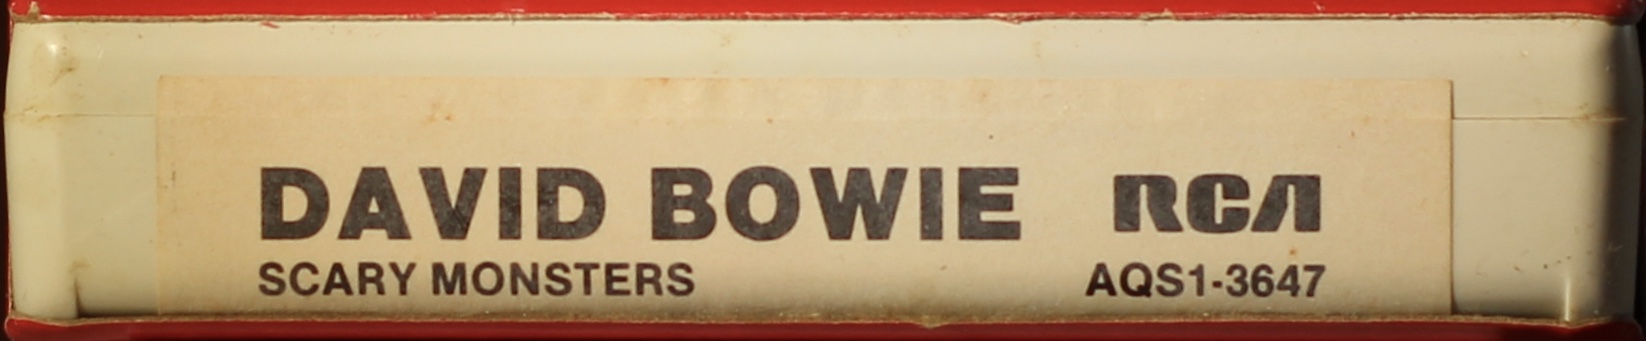 DAVID BOWIE RCA
SCARY MONSTERS AQS1-3647